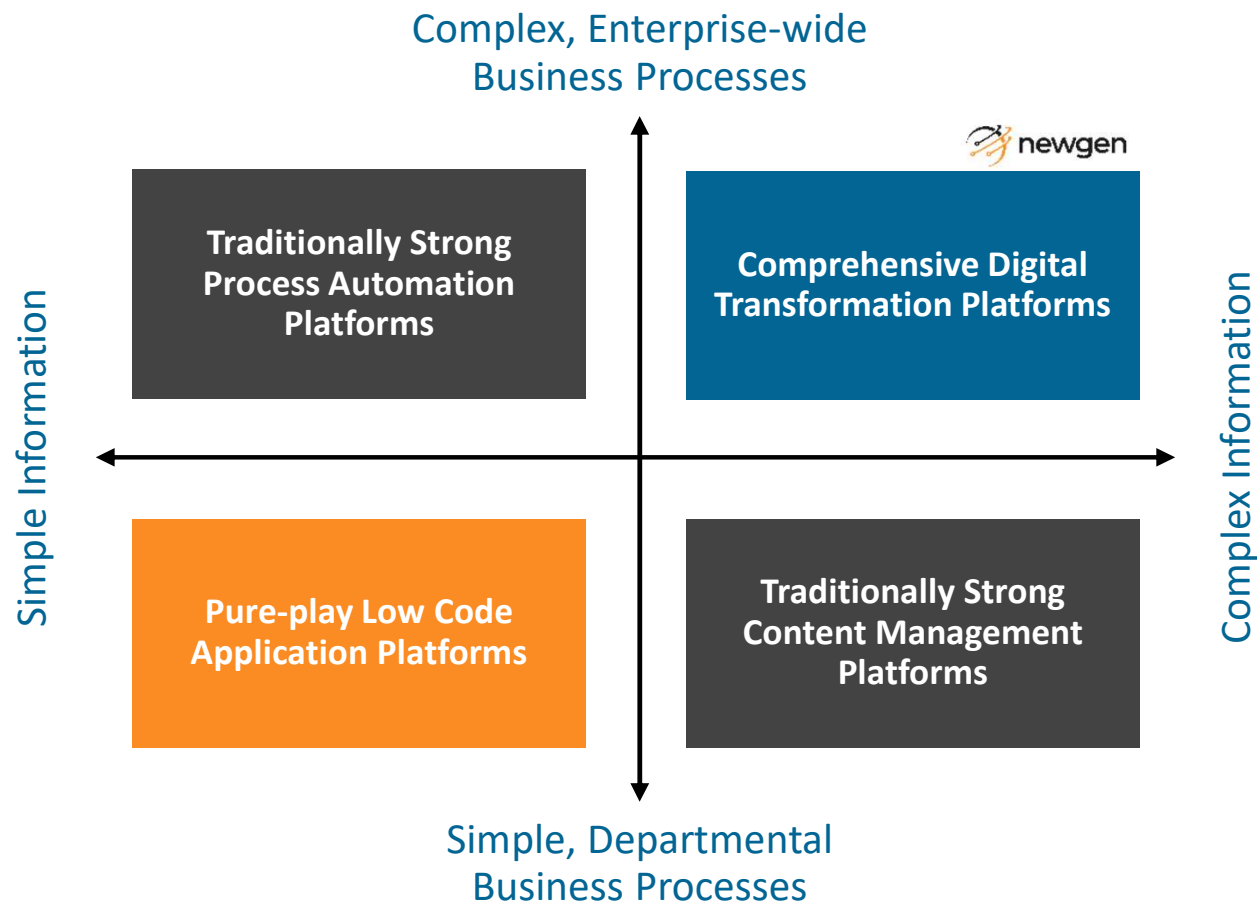 Complex, Enterprise-wide
Business Processes
newgen
Traditionally Strong
Process Automation
Platforms
Comprehensive Digital
Transformation Platforms
Simple Information
Complex Information
Pure-play Low Code
Application Platforms
Traditionally Strong
Content Management
Platforms
Simple, Departmental
Business Processes